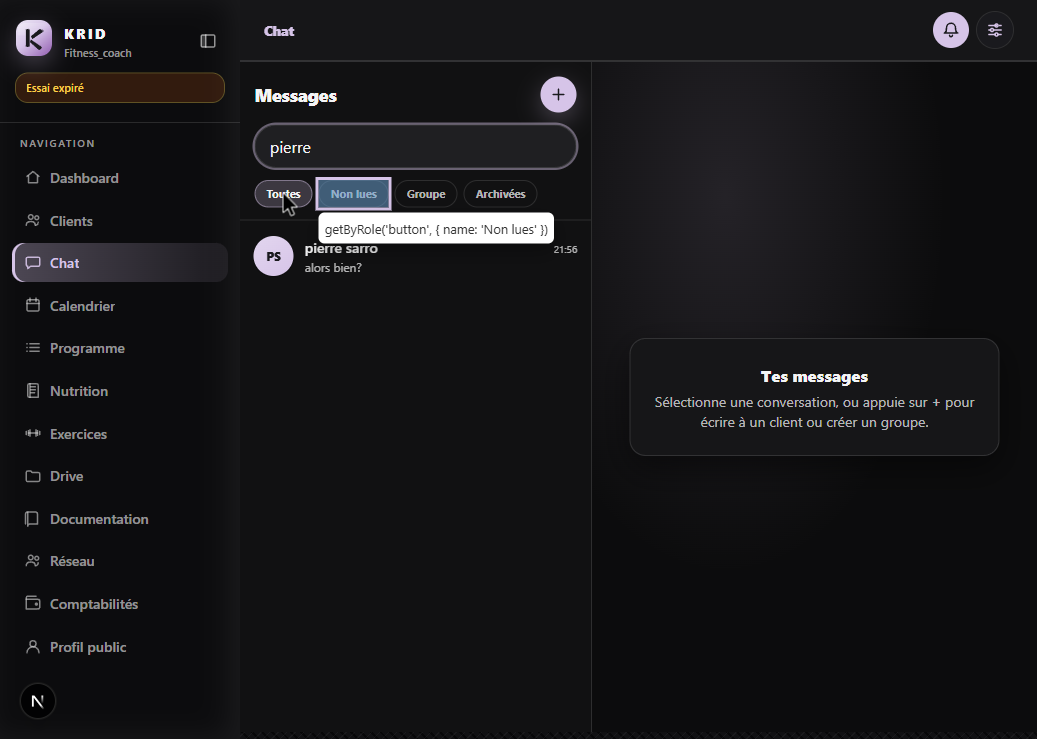 KRID
Fitness_coach
Essai expiré
NAVIGATION
Dashboard
Clients
Chat
Calendrier
Programme
Nutrition
Exercices
Drive
Documentation
Réseau
Comptabilités
Profil public
N
Chat
Messages
+
pierre
Toutes
Non lues
Groupe
Archivées
getByRole('button', { name: 'Non lues' })
PS
pierre sarro
21:56
alors bien?
Tes messages
Sélectionne une conversation, ou appuie sur + pour
écrire à un client ou créer un groupe.